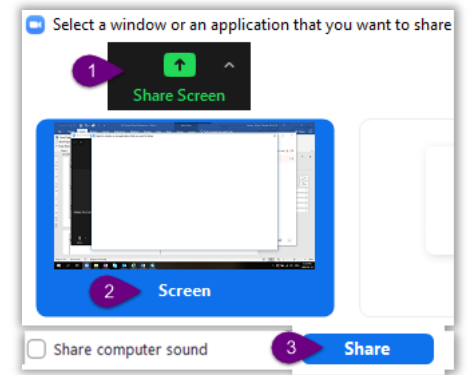 Select a window or an application that you want to share
1
Share Screen
2
Screen
Share computer sound
3
Share